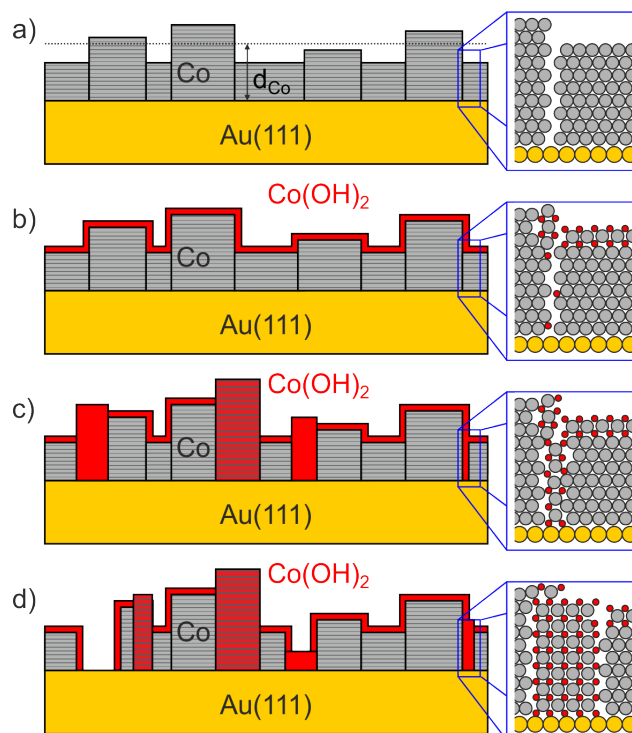 a)
Co
d_Co
Au(111)
Co(OH)₂
b)
Co
Au(111)
Co(OH)₂
c)
Co
Au(111)
Co(OH)₂
d)
Co
Au(111)